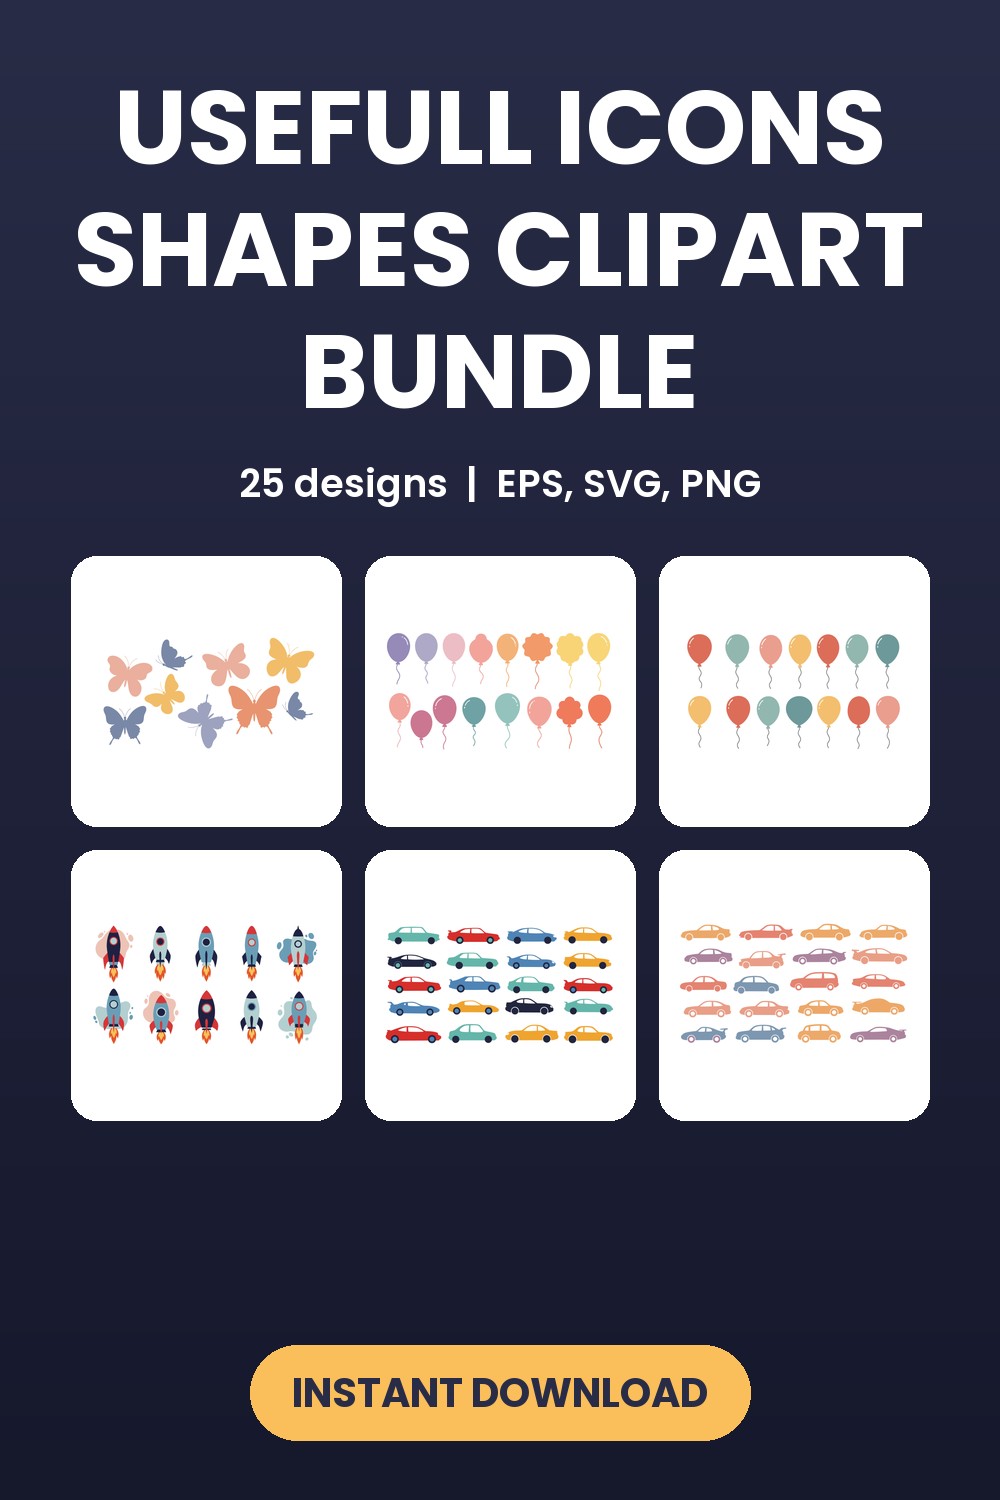 USEFULL ICONS
SHAPES CLIPART
BUNDLE
25 designs | EPS, SVG, PNG
INSTANT DOWNLOAD